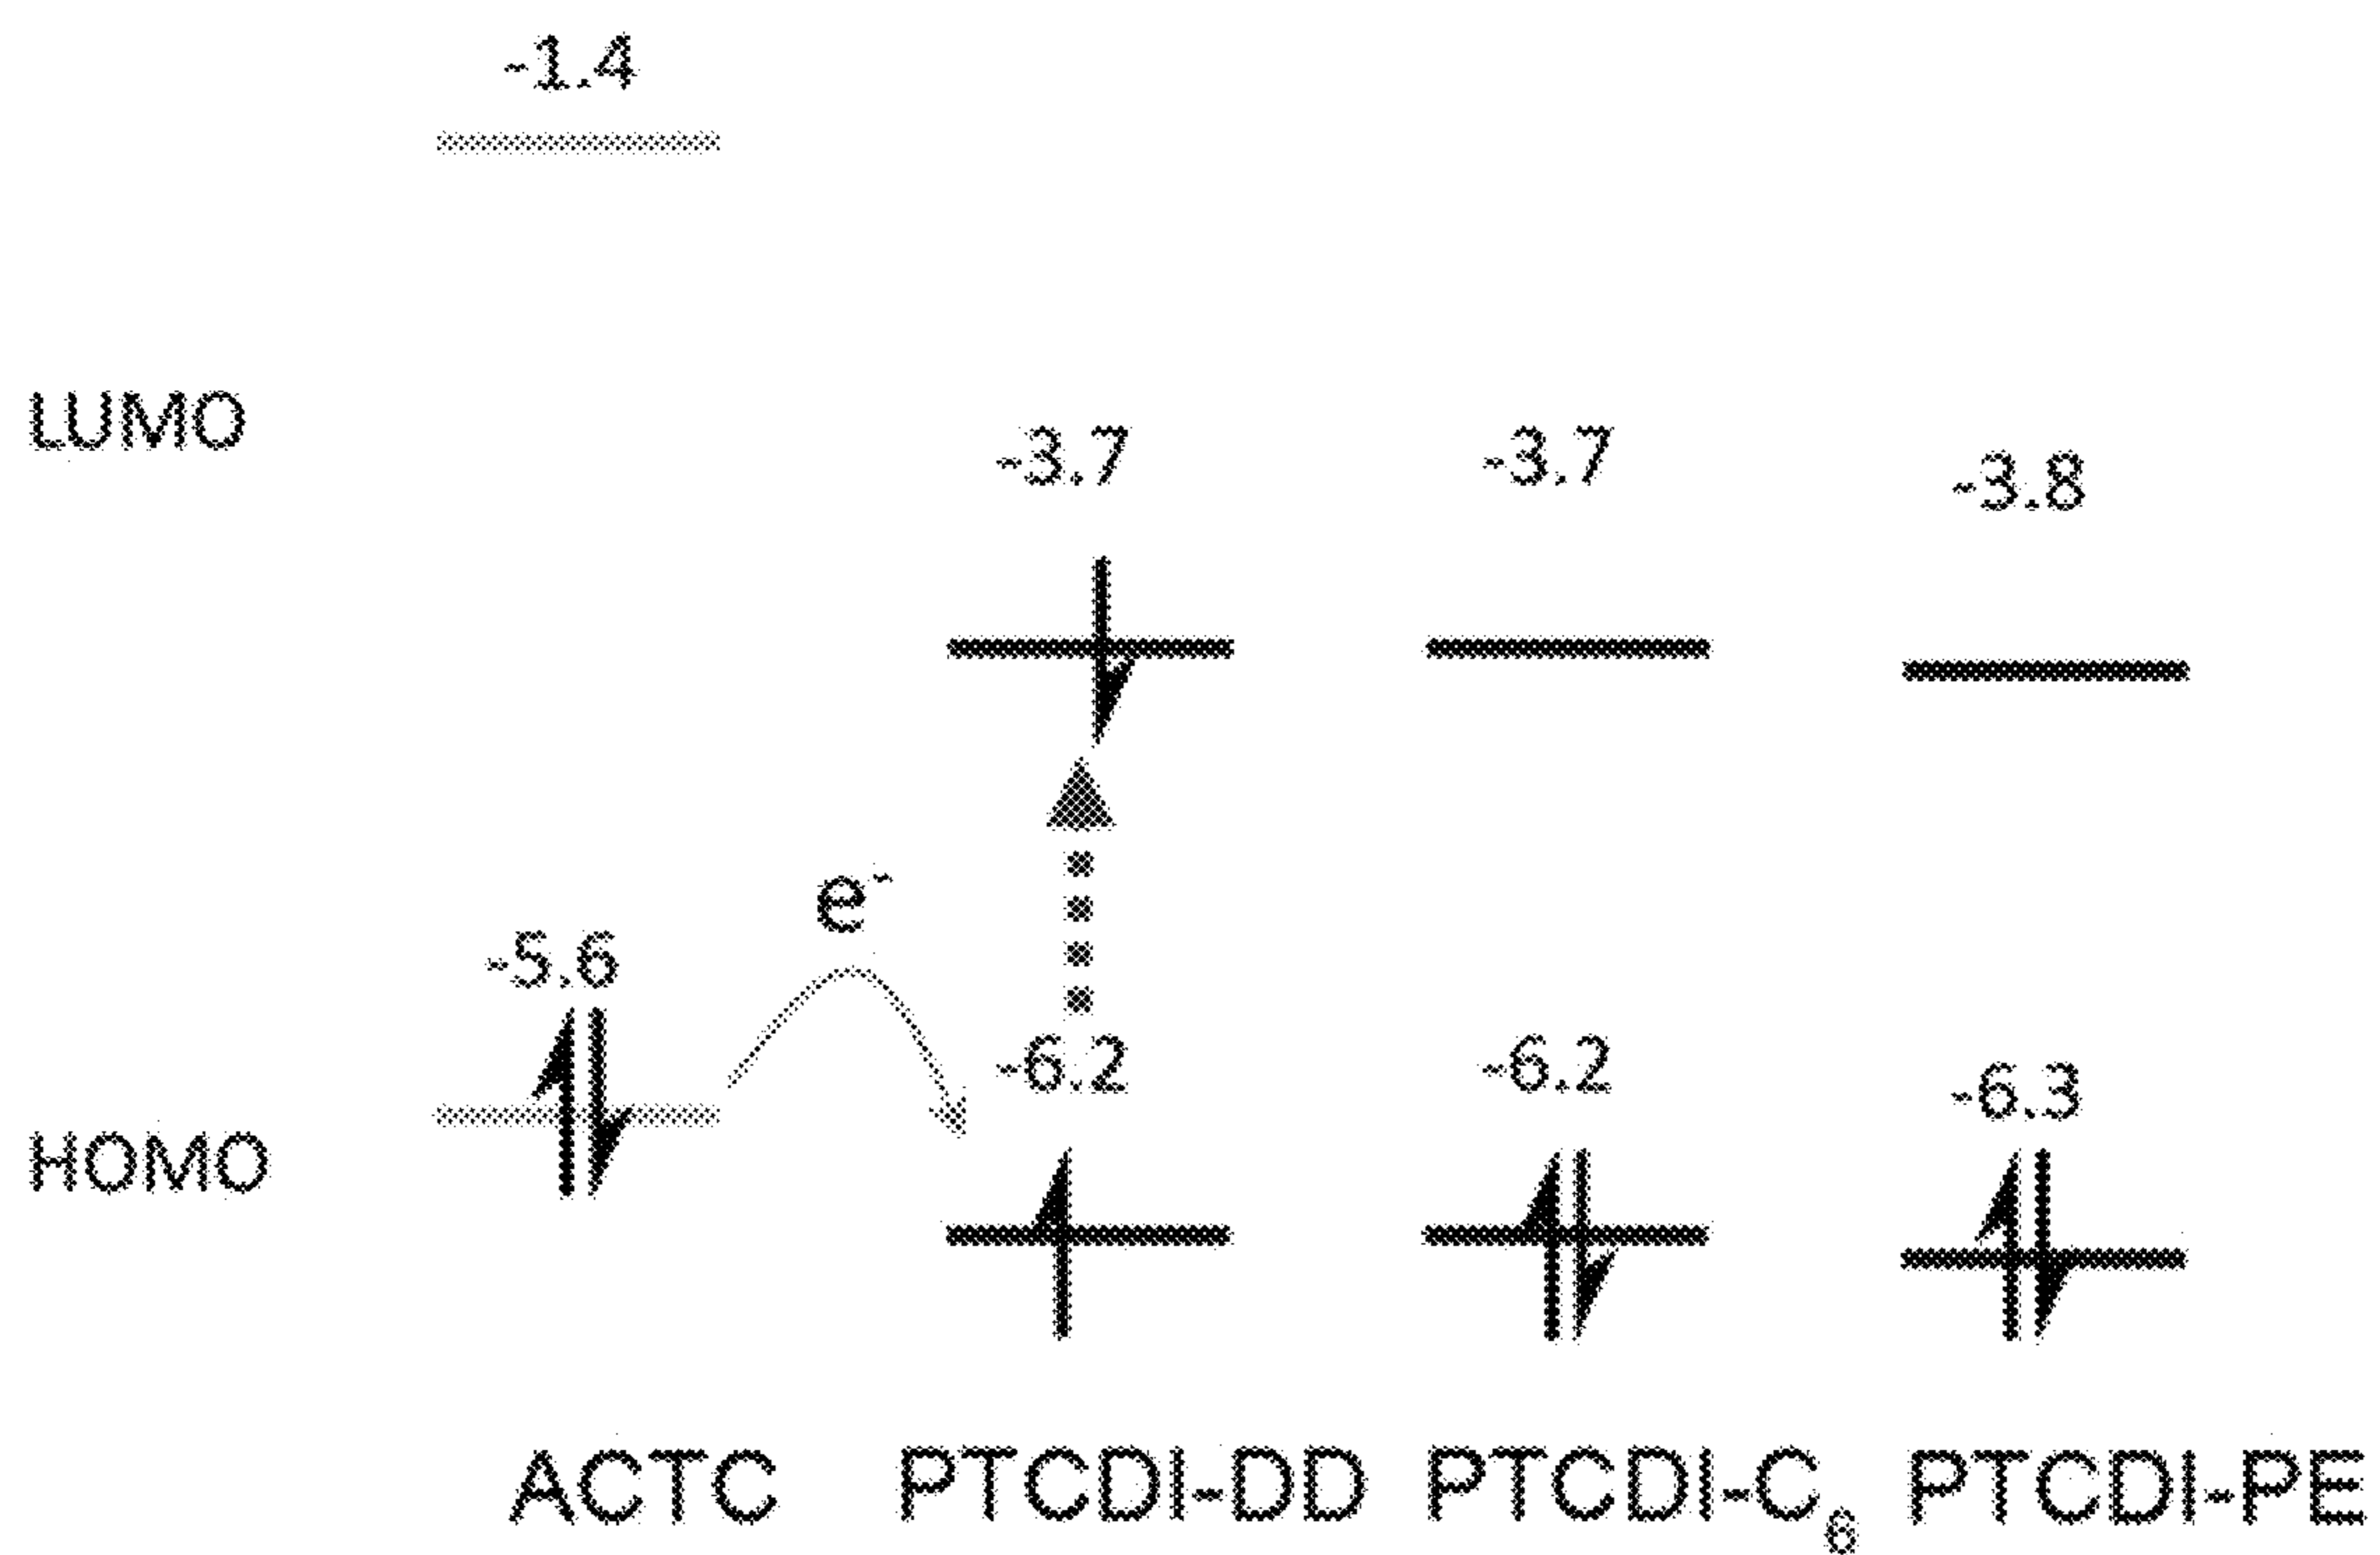 -1.4
LUMO
-3.7 -3.7 -3.8
e-
-5.6
-6.2 -6.2 -6.3
HOMO
ACTC PTCDI-DD PTCDI-C6 PTCDI-PE